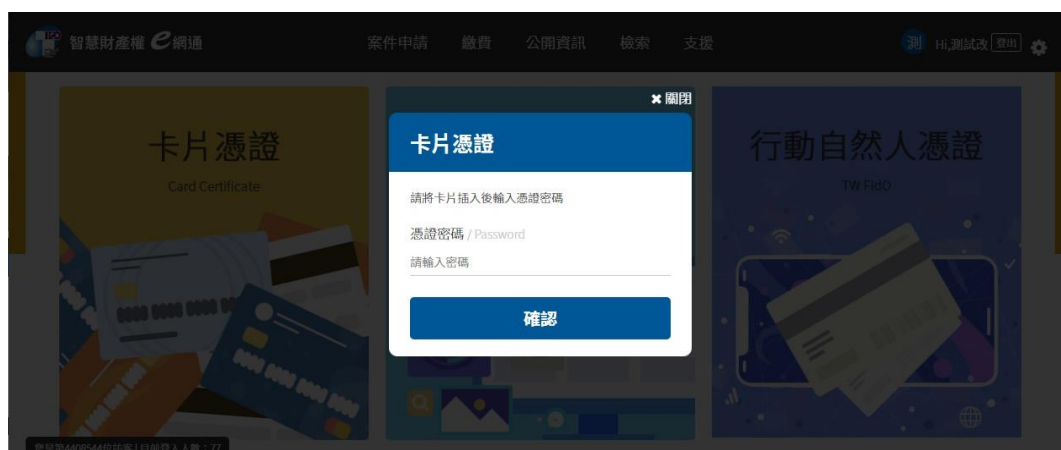 智慧財產權 e網通
案件申請 繳費 公開資訊 檢索 支援
測 Hi,測試改 登出
✖ 關閉
卡片憑證
Card Certificate
卡片憑證
請將卡片插入後輸入憑證密碼
憑證密碼 / Password
請輸入密碼
確認
行動自然人憑證
TW FidO